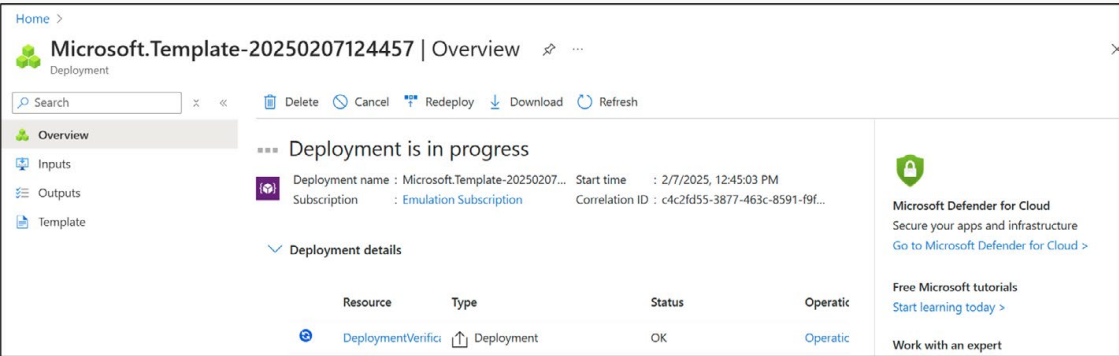 Home >
Microsoft.Template-20250207124457 | Overview
Deployment
Search
Delete Cancel Redeploy Download Refresh
Overview
Inputs
Outputs
Template
Deployment is in progress
Deployment name : Microsoft.Template-20250207... Start time : 2/7/2025, 12:45:03 PM
Subscription : Emulation Subscription Correlation ID : c4c2fd55-3877-463c-8591-f9f...
Deployment details
Resource Type Status Operatic
DeploymentVerifica Deployment OK Operatic
Microsoft Defender for Cloud
Secure your apps and infrastructure
Go to Microsoft Defender for Cloud >
Free Microsoft tutorials
Start learning today >
Work with an expert